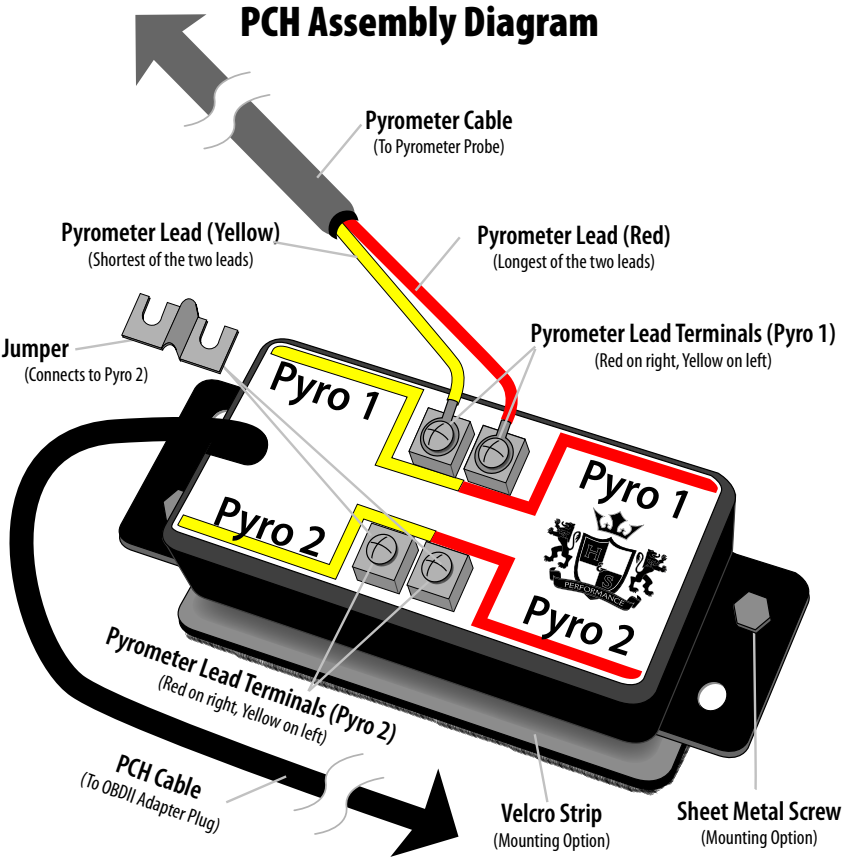 PCH Assembly Diagram
Pyrometer Cable
(To Pyrometer Probe)
Pyrometer Lead (Yellow)
(Shortest of the two leads)
Pyrometer Lead (Red)
(Longest of the two leads)
Jumper
(Connects to Pyro 2)
Pyrometer Lead Terminals (Pyro 1)
(Red on right, Yellow on left)
Pyro 1
Pyro 1
Pyro 2
H
S
PERFORMANCE
Pyro 2
Pyrometer Lead Terminals (Pyro 2)
(Red on right, Yellow on left)
PCH Cable
(To OBDII Adapter Plug)
Velcro Strip
(Mounting Option)
Sheet Metal Screw
(Mounting Option)